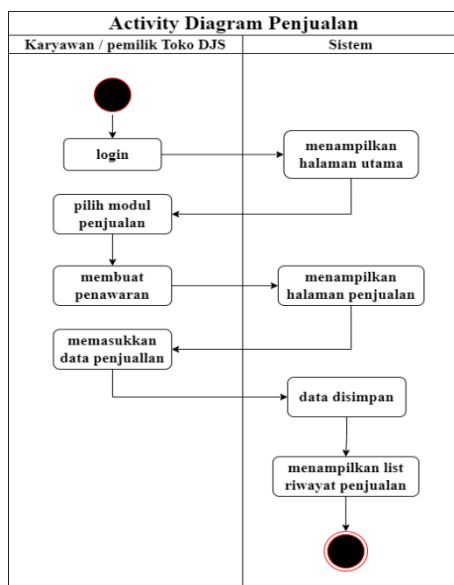 Activity Diagram Penjualan
Karyawan / pemilik Toko DJS
Sistem
login
menampilkan
halaman utama
pilih modul
penjualan
membuat
penawaran
menampilkan
halaman penjualan
memasukkan
data penjuallan
data disimpan
menampilkan list
riwayat penjualan